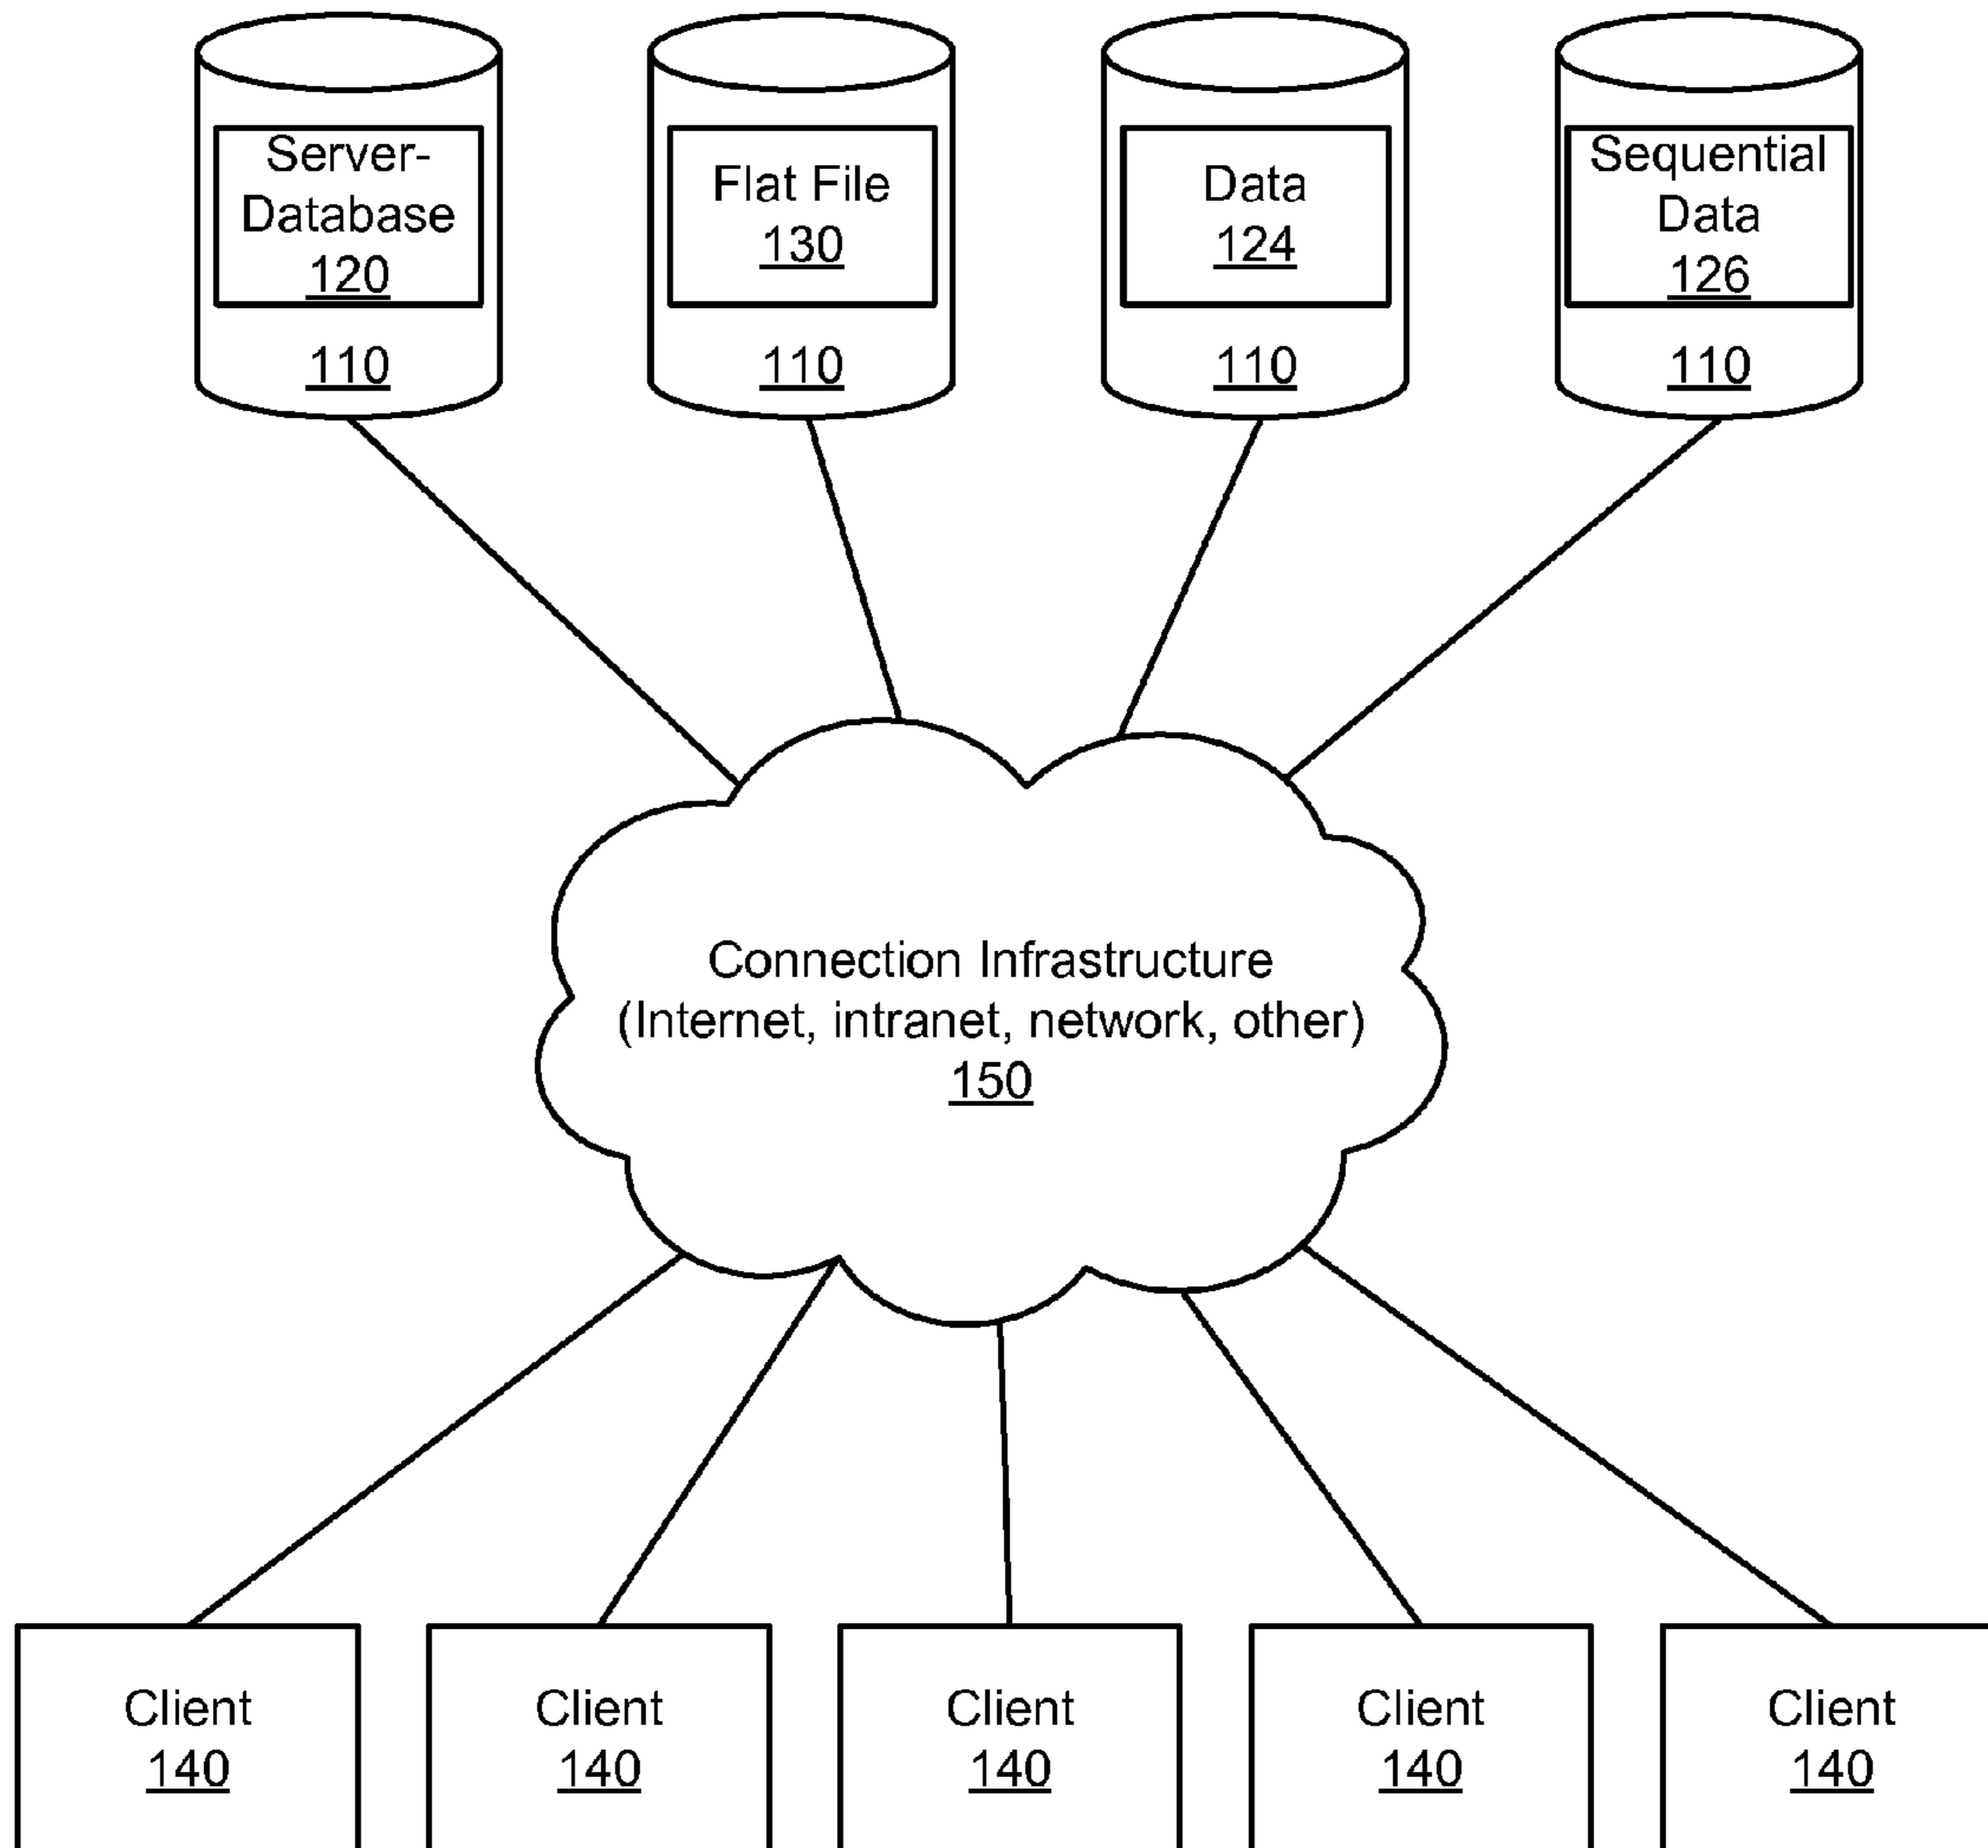 Server-
Database
120
110
Flat File
130
110
Data
124
110
Sequential
Data
126
110
Connection Infrastructure
(Internet, intranet, network, other)
150
Client
140
Client
140
Client
140
Client
140
Client
140